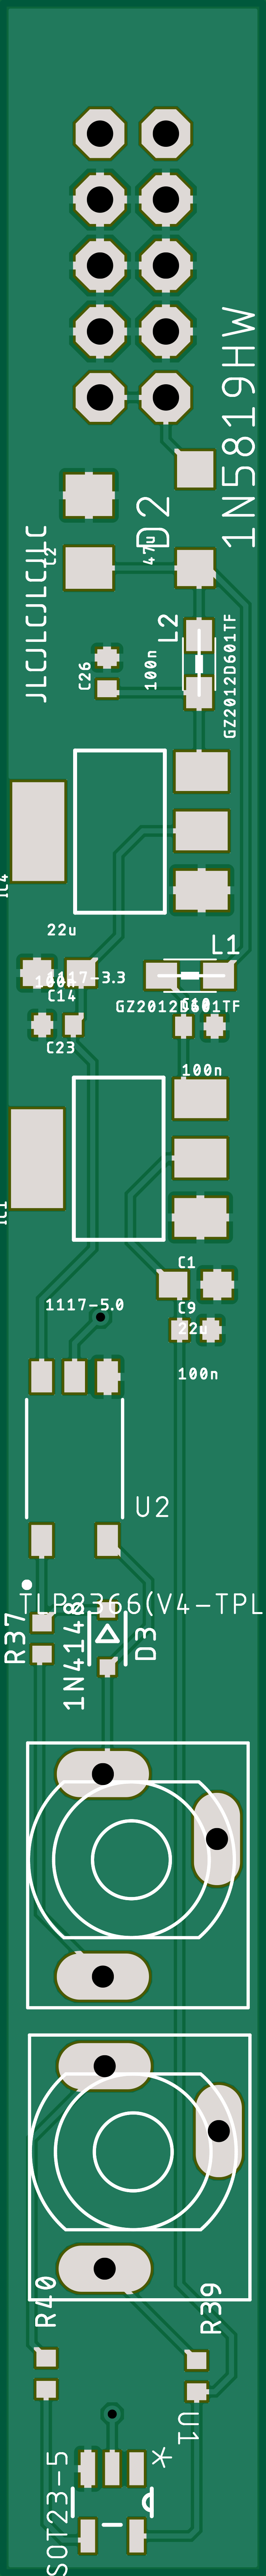 1N5819HW
D2
C2
47u
JLCJLCJLCJLC
L2
GZ2012D601TF
C26
100n
IC4
22u
L1
1117-3.3
C14
GZ2012D601TF
C23
100n
IC1
C1
C9
1117-5.0
22u
100n
U2
TLP2366(V4-TPL
R37
1N4148
D3
R40
R39
U1
SOT23-5
*